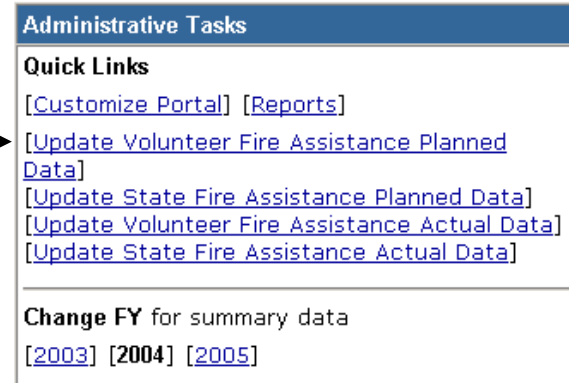 Administrative Tasks
Quick Links
[Customize Portal] [Reports]
[Update Volunteer Fire Assistance Planned
Data]
[Update State Fire Assistance Planned Data]
[Update Volunteer Fire Assistance Actual Data]
[Update State Fire Assistance Actual Data]
Change FY for summary data
[2003] [2004] [2005]